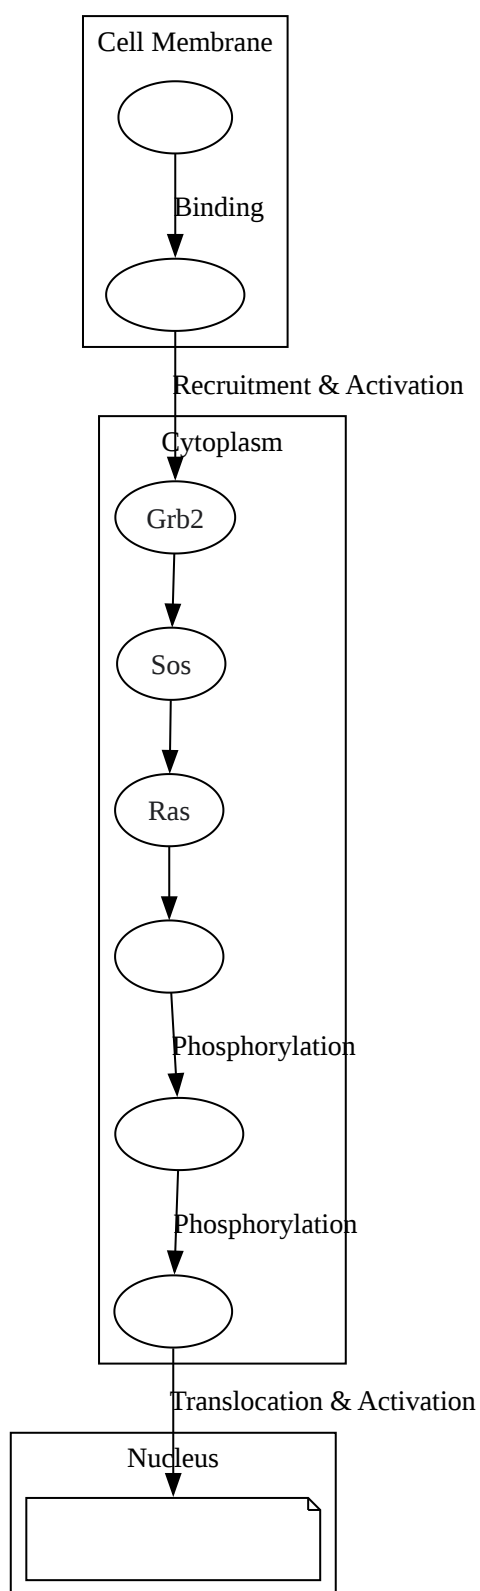 Cell Membrane
Binding
Recruitment & Activation
Cytoplasm
Grb2
Sos
Ras
Phosphorylation
Phosphorylation
Translocation & Activation
Nucleus